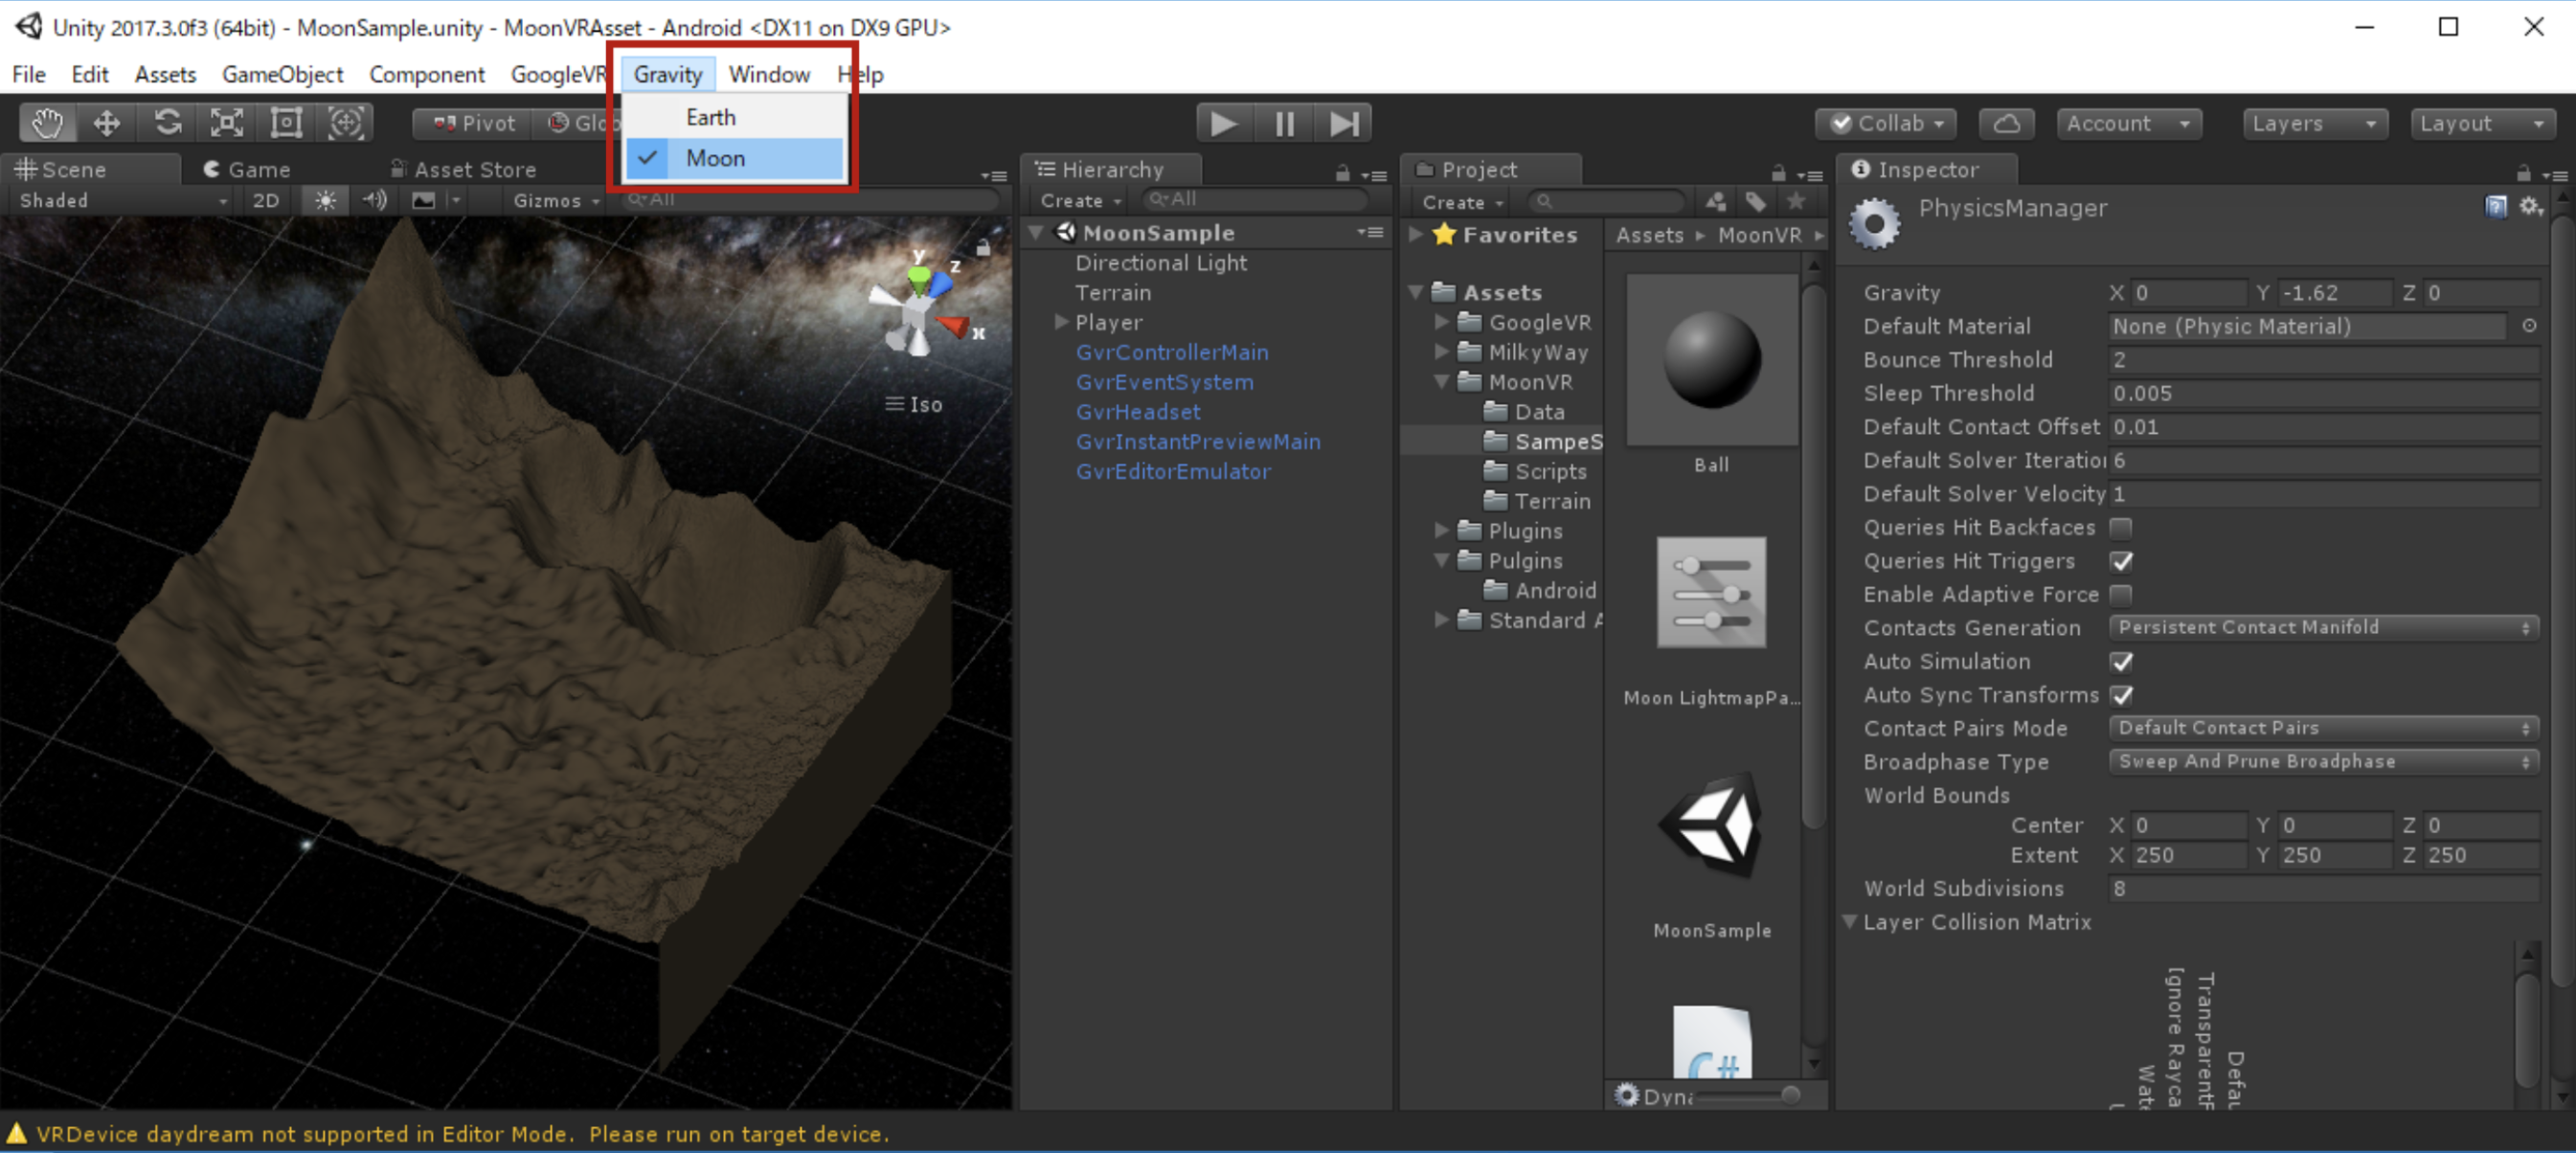 Unity 2017.3.0f3 (64bit) - MoonSample.unity - MoonVRAsset - Android <DX11 on DX9 GPU>
File Edit Assets GameObject Component GoogleVR Gravity Window Help
Earth
Moon
Pivot Glo
Collab Account Layers Layout
Scene Game Asset Store
Shaded 2D Gizmos All
y z x
Iso
Hierarchy
Create All
MoonSample
Directional Light
Terrain
Player
GvrControllerMain
GvrEventSystem
GvrHeadset
GvrInstantPreviewMain
GvrEditorEmulator
Project
Create
Favorites
Assets
GoogleVR
MilkyWay
MoonVR
Data
SampeS
Scripts
Terrain
Plugins
Pulgins
Android
Standard A
Assets MoonVR
Ball
Moon LightmapPa...
MoonSample
C#
Dyna
Inspector
PhysicsManager
Gravity X 0 Y -1.62 Z 0
Default Material None (Physic Material)
Bounce Threshold 2
Sleep Threshold 0.005
Default Contact Offset 0.01
Default Solver Iteration 6
Default Solver Velocity 1
Queries Hit Backfaces
Queries Hit Triggers
Enable Adaptive Force
Contacts Generation Persistent Contact Manifold
Auto Simulation
Auto Sync Transforms
Contact Pairs Mode Default Contact Pairs
Broadphase Type Sweep And Prune Broadphase
World Bounds
Center X 0 Y 0 Z 0
Extent X 250 Y 250 Z 250
World Subdivisions 8
Layer Collision Matrix
Defau
TransparentF
Ignore Rayca
Wate
VRDevice daydream not supported in Editor Mode. Please run on target device.